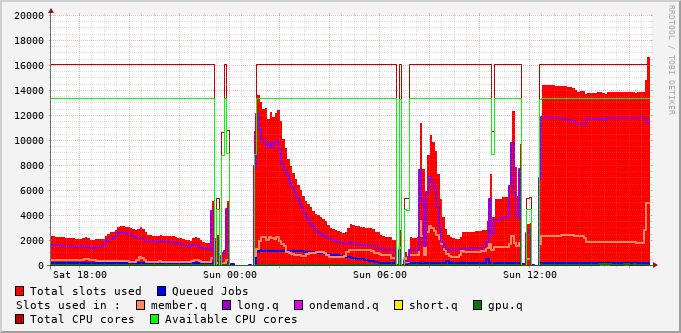 20000
18000
16000
14000
12000
10000
8000
6000
4000
2000
0
Sat 18:00 Sun 00:00 Sun 06:00 Sun 12:00
Total slots used Queued Jobs
Slots used in : member.q long.q ondemand.q short.q gpu.q
Total CPU cores Available CPU cores
RRDTOOL / TOBI OETIKER